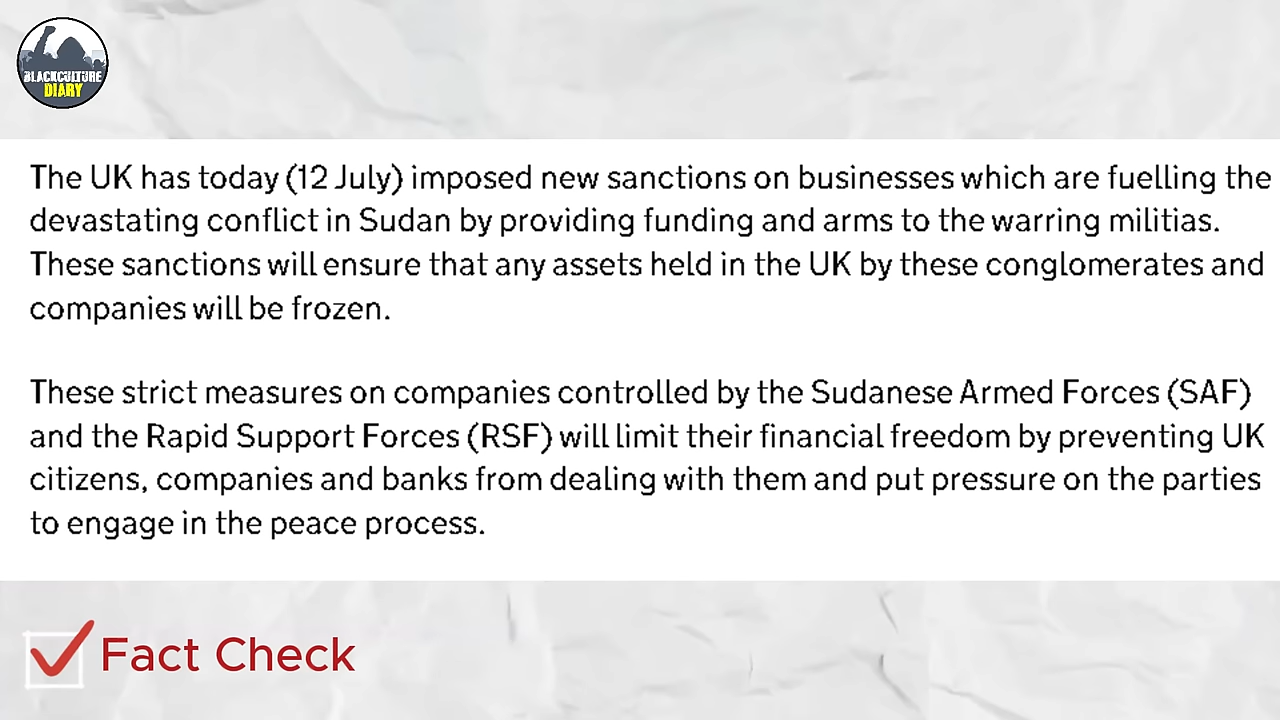 BLACKCULTURE
DIARY
The UK has today (12 July) imposed new sanctions on businesses which are fuelling the
devastating conflict in Sudan by providing funding and arms to the warring militias.
These sanctions will ensure that any assets held in the UK by these conglomerates and
companies will be frozen.
These strict measures on companies controlled by the Sudanese Armed Forces (SAF)
and the Rapid Support Forces (RSF) will limit their financial freedom by preventing UK
citizens, companies and banks from dealing with them and put pressure on the parties
to engage in the peace process.
Fact Check